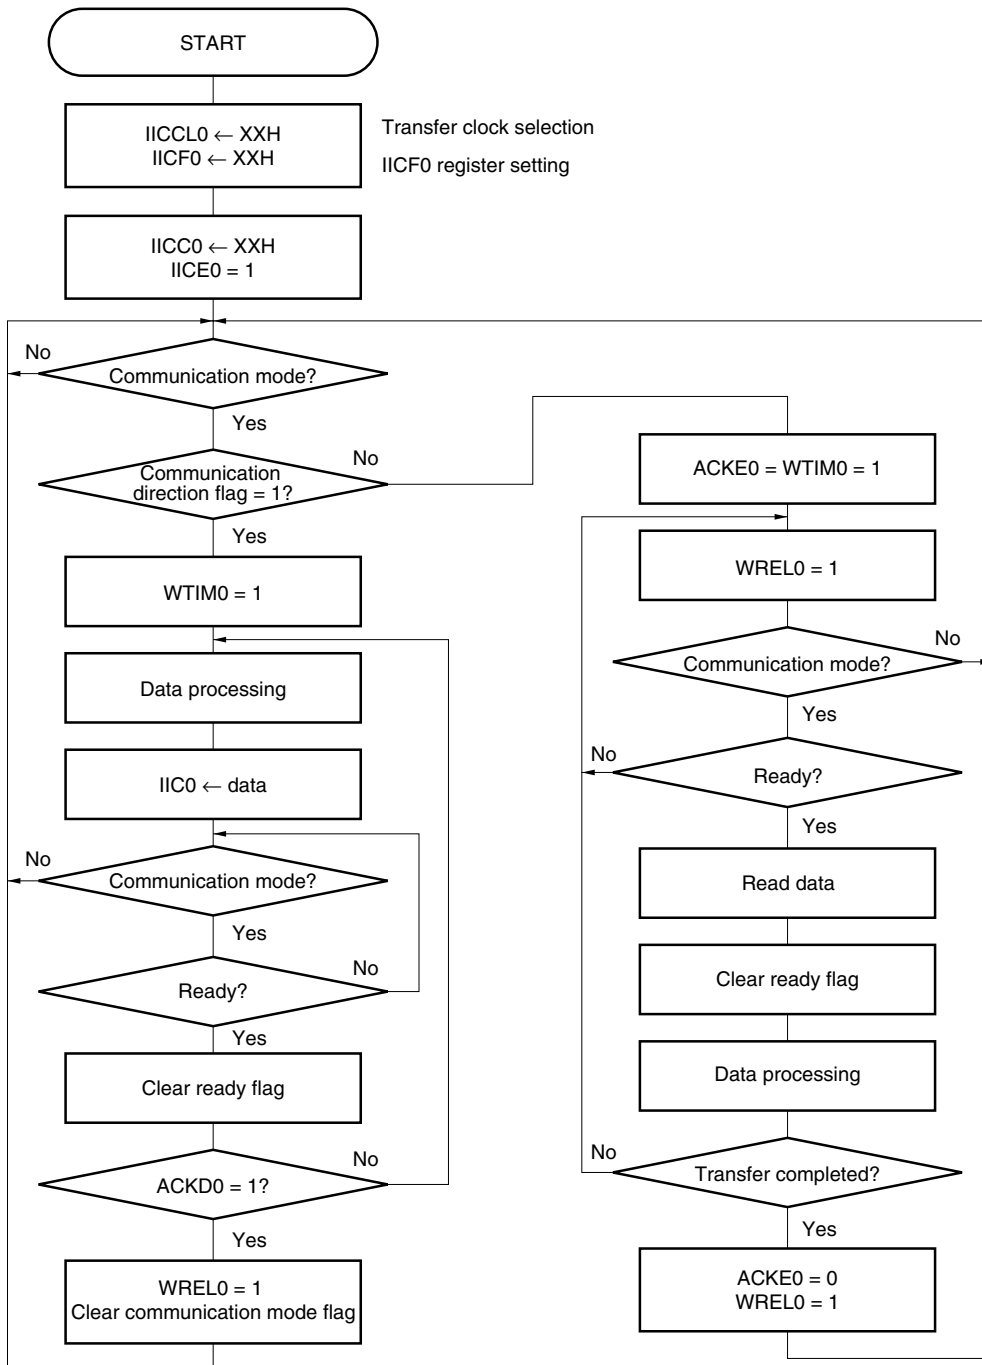 START
IICCL0 ← XXH
IICF0 ← XXH
Transfer clock selection
IICF0 register setting
IICC0 ← XXH
IICE0 = 1
No
Communication mode?
Yes
Communication
direction flag = 1?
No
Yes
WTIM0 = 1
Data processing
IIC0 ← data
No
Communication mode?
Yes
Ready?
No
Yes
Clear ready flag
ACKD0 = 1?
No
Yes
WREL0 = 1
Clear communication mode flag
ACKE0 = WTIM0 = 1
WREL0 = 1
Communication mode?
No
Yes
No
Ready?
Yes
Read data
Clear ready flag
Data processing
No
Transfer completed?
Yes
ACKE0 = 0
WREL0 = 1